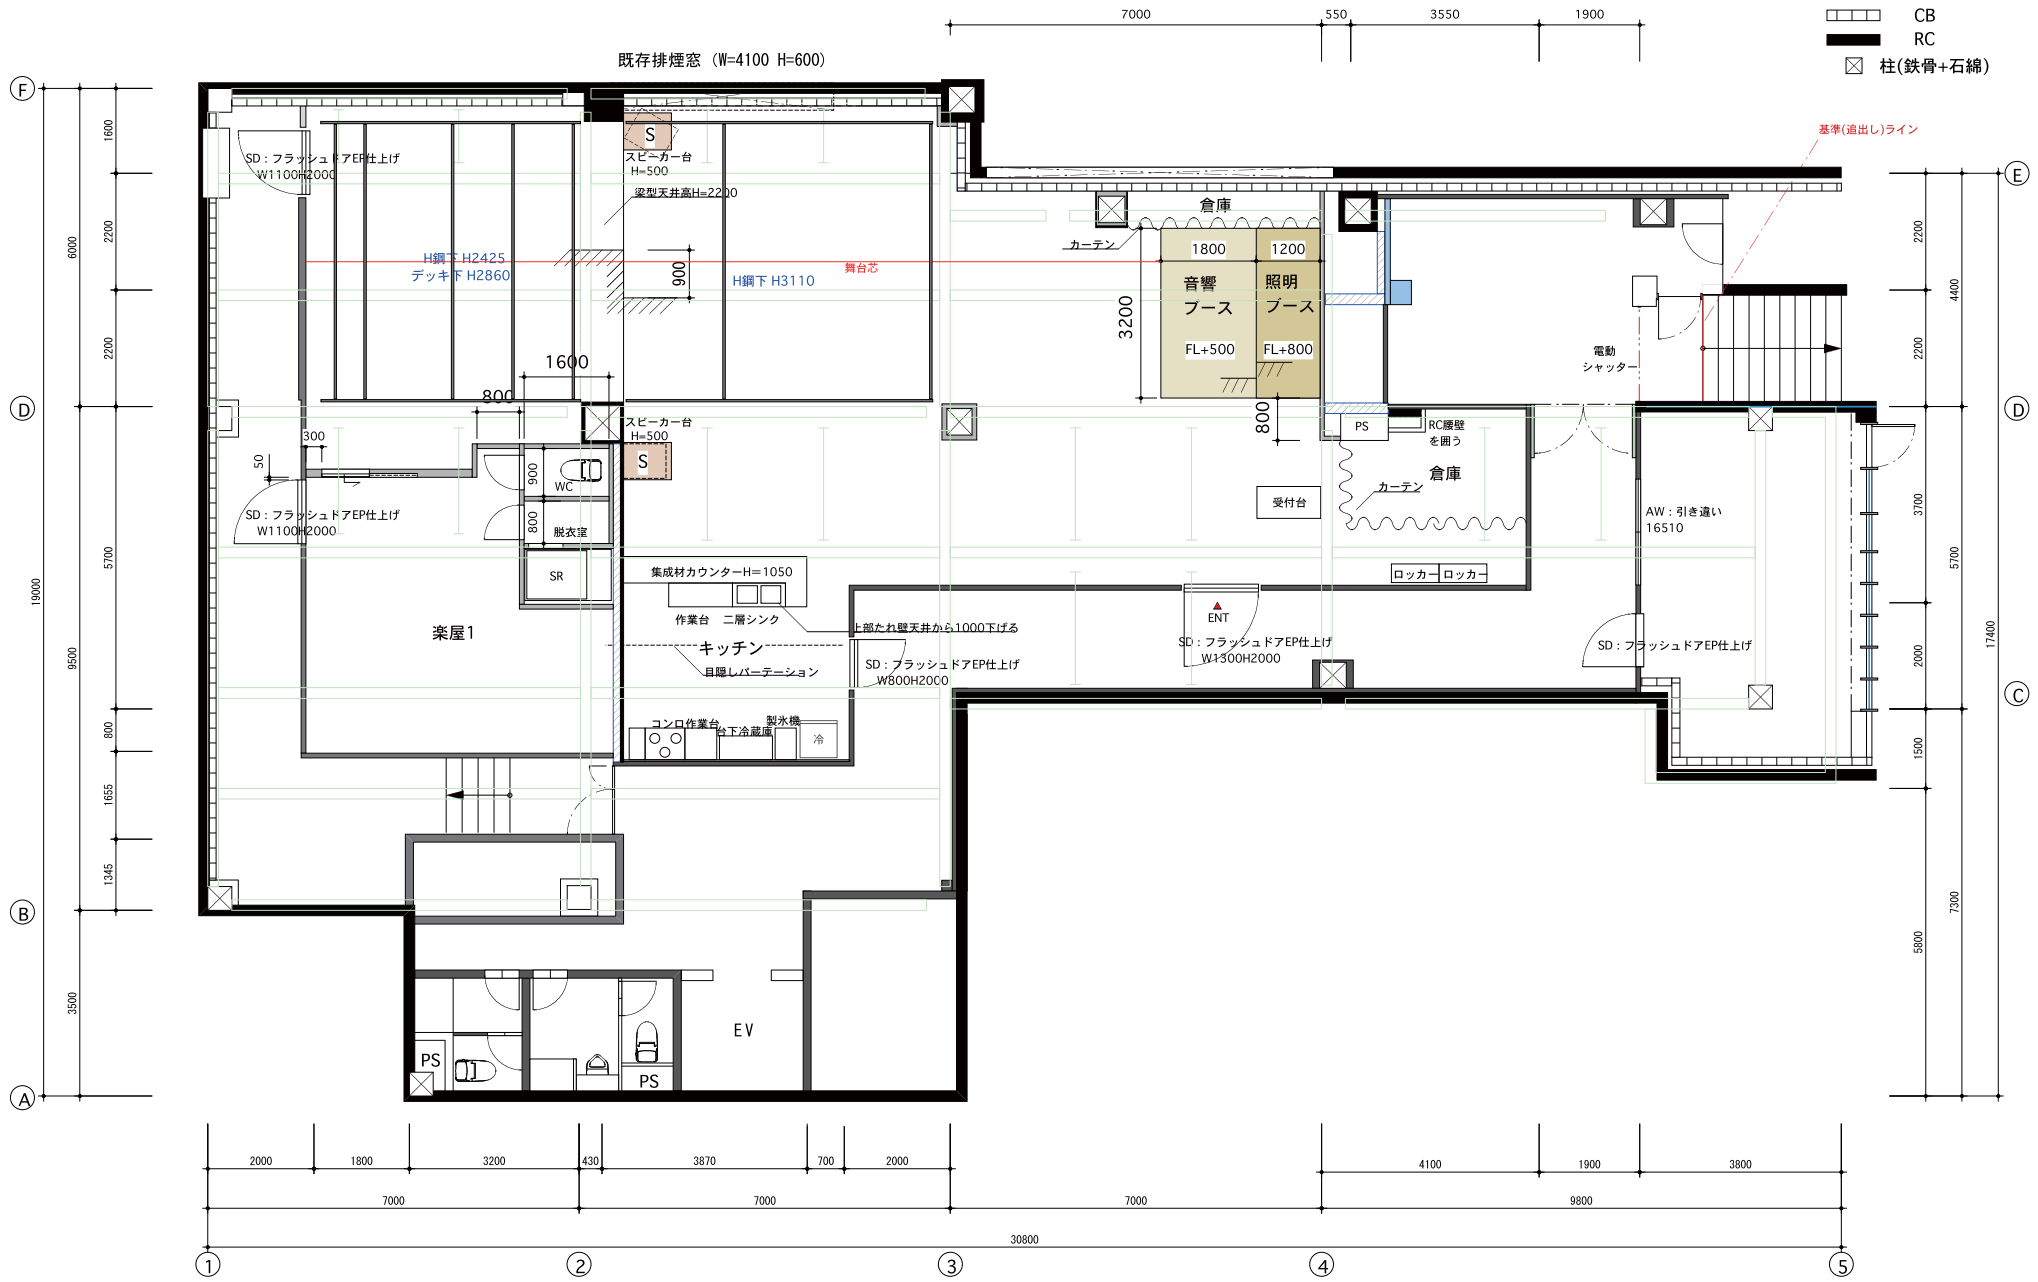 7000 550 3550 1900
CB
RC
柱(鉄骨+石綿)
既存排煙窓 (W=4100 H=600)
基準(追出し)ライン
F
E
D
D
C
B
A
1600
2200
2200
6000
19000
5700
9500
800
1655
1345
3500
SD：フラッシュドアEP仕上げ
W1100H2000
S
スピーカー台
H=500
梁型天井高H=2200
H鋼下 H2425
デッキ下 H2860
900
H鋼下 H3110
舞台芯
倉庫
カーテン
1800 1200
音響
ブース
照明
ブース
3200
FL+500
FL+800
800
電動
シャッター
1600
800
300
50
スピーカー台
H=500
S
900
WC
800
脱衣室
SR
SD：フラッシュドアEP仕上げ
W1100H2000
楽屋1
集成材カウンターH=1050
作業台 二層シンク
上部たれ壁天井から1000下げる
キッチン
目隠しパーテーション
SD：フラッシュドアEP仕上げ
W800H2000
コンロ作業台
台下冷蔵庫
製氷機
冷
PS
RC腰壁
を囲う
倉庫
カーテン
受付台
ロッカー
ロッカー
ENT
SD：フラッシュドアEP仕上げ
W1300H2000
AW：引き違い
16510
SD：フラッシュドアEP仕上げ
PS
PS
EV
2200
2200
4400
3700
5700
2000
17400
1500
5800
7300
2000 1800 3200 430 3870 700 2000
4100 1900 3800
7000 7000 7000 9800
30800
1 2 3 4 5